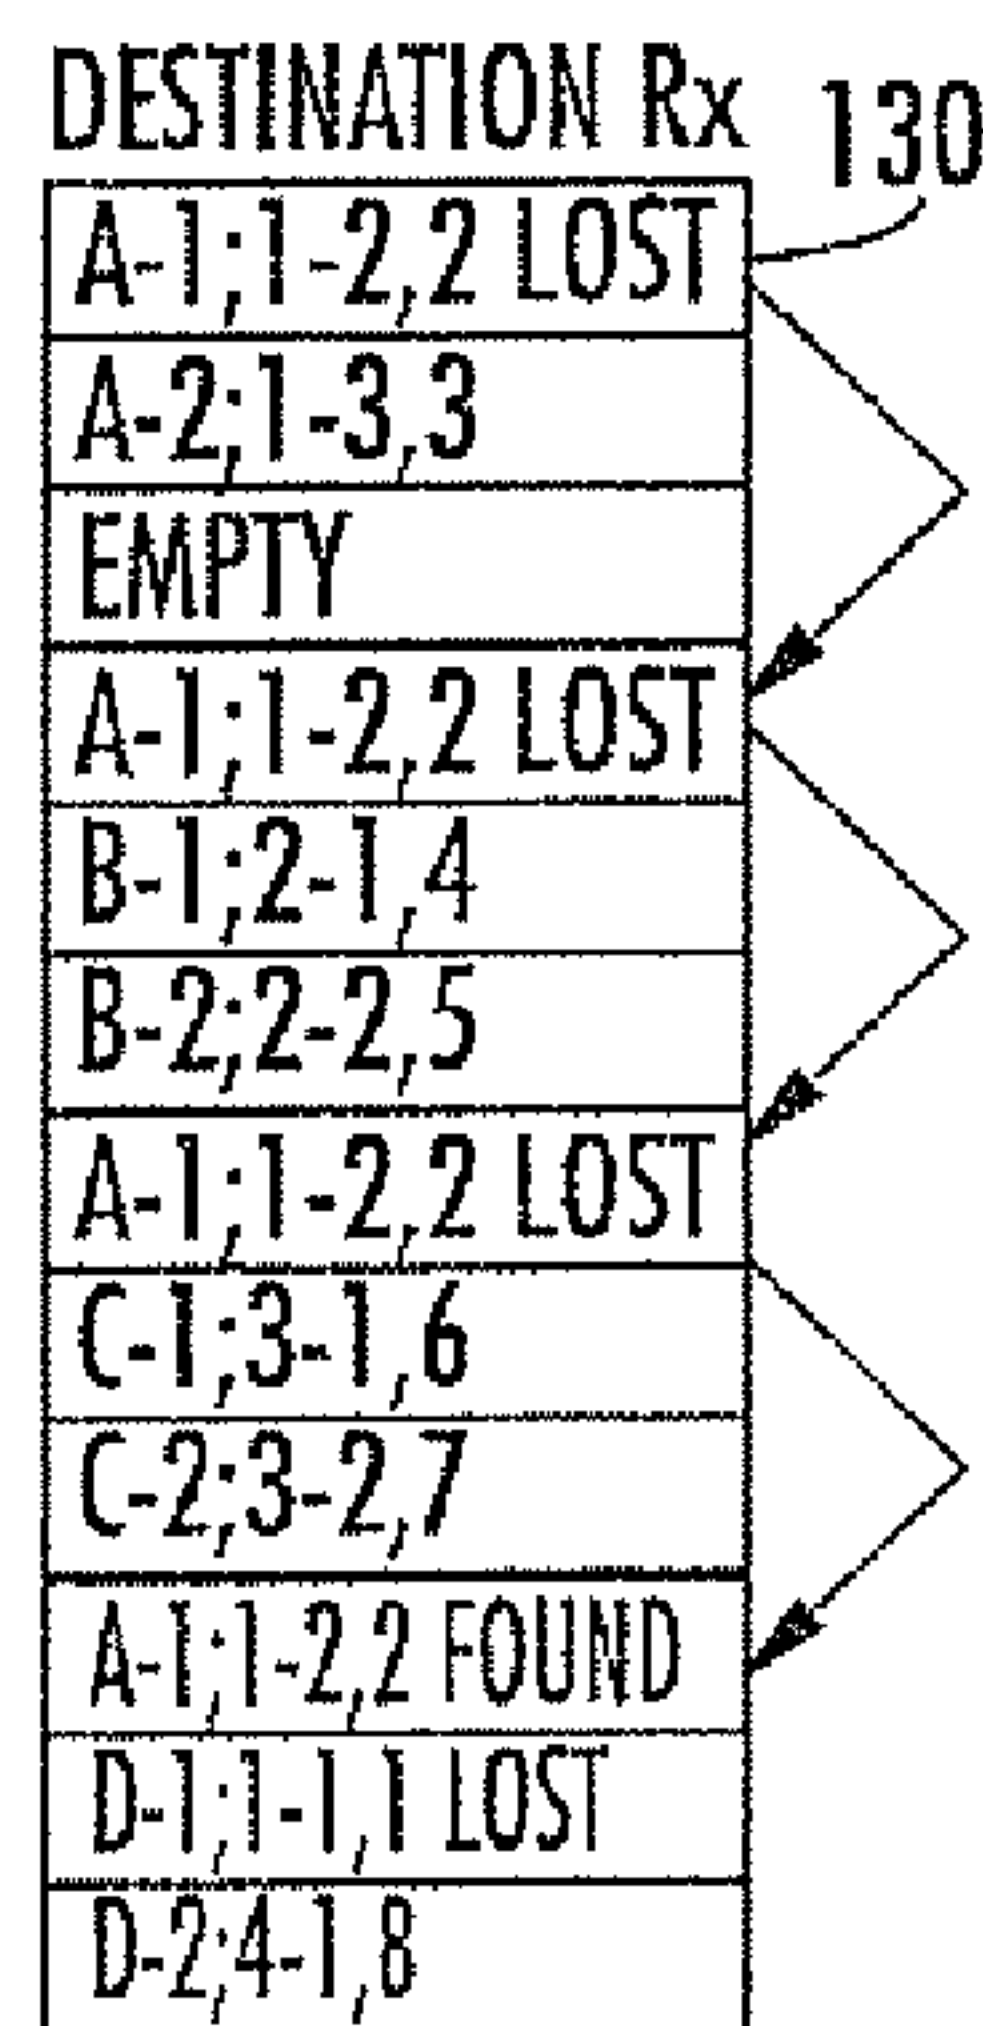 DESTINATION Rx 130
A-1;1-2,2 LOST
A-2;1-3,3
EMPTY
A-1;1-2,2 LOST
B-1;2-1,4
B-2;2-2,5
A-1;1-2,2 LOST
C-1;3-1,6
C-2;3-2,7
A-1;1-2,2 FOUND
D-1;1-1,1 LOST
D-2;4-1,8